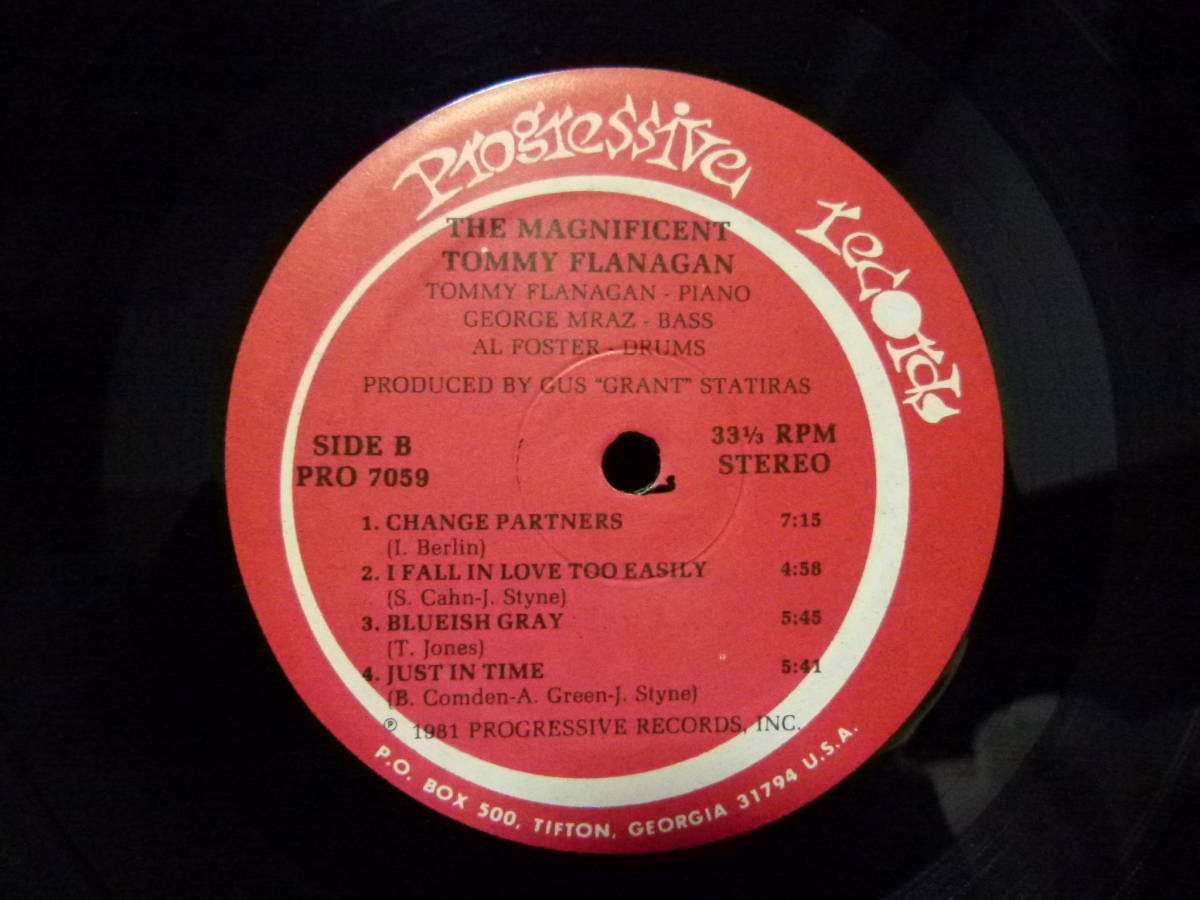 Progressive records
THE MAGNIFICENT
TOMMY FLANAGAN
TOMMY FLANAGAN - PIANO
GEORGE MRAZ - BASS
AL FOSTER - DRUMS
PRODUCED BY GUS "GRANT" STATIRAS
SIDE B
PRO 7059
33⅓ RPM
STEREO
1. CHANGE PARTNERS 7:15
(I. Berlin)
2. I FALL IN LOVE TOO EASILY 4:58
(S. Cahn-J. Styne)
3. BLUEISH GRAY 5:45
(T. Jones)
4. JUST IN TIME 5:41
(B. Comden-A. Green-J. Styne)
℗ 1981 PROGRESSIVE RECORDS, INC.
P.O. BOX 500, TIFTON, GEORGIA 31794 U.S.A.